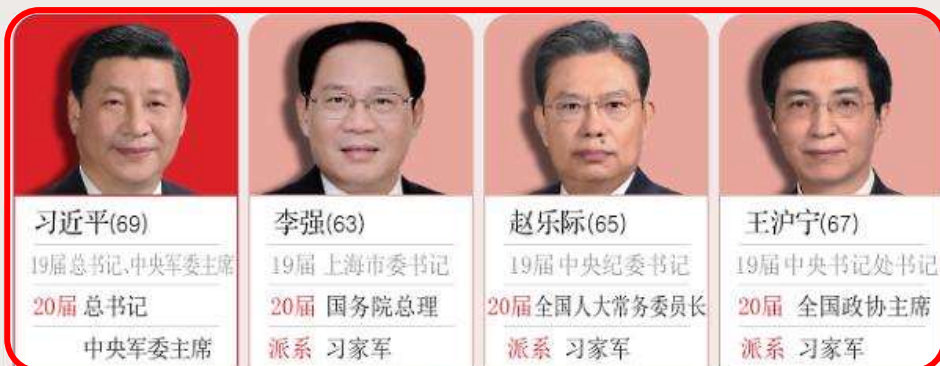 习近平(69)
19届总书记、中央军委主席
20届 总书记
中央军委主席
李强(63)
19届 上海市委书记
20届 国务院总理
派系 习家军
赵乐际(65)
19届 中央纪委书记
20届 全国人大常务委员长
派系 习家军
王沪宁(67)
19届 中央书记处书记
20届 全国政协主席
派系 习家军